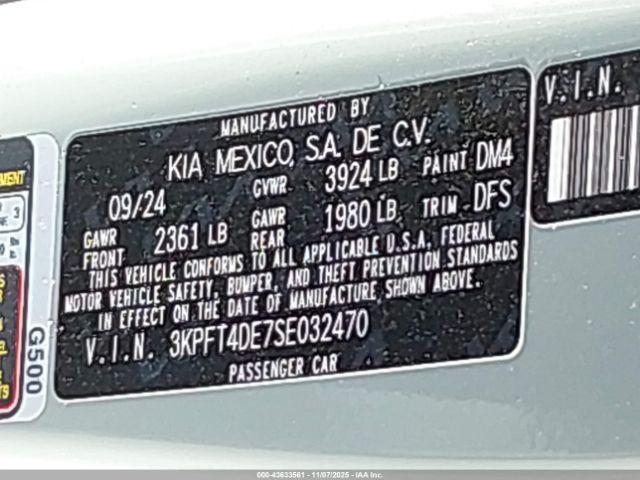 MANUFACTURED BY
KIA MEXICO, S.A. DE C.V.
09/24 GVWR 3924 LB PAINT DM4
GAWR FRONT 2361 LB GAWR REAR 1980 LB TRIM DFS
THIS VEHICLE CONFORMS TO ALL APPLICABLE U.S.A. FEDERAL
MOTOR VEHICLE SAFETY, BUMPER, AND THEFT PREVENTION STANDARDS
IN EFFECT ON THE DATE OF MANUFACTURE SHOWN ABOVE.
V.I.N. 3KPFT4DE7SE032470
PASSENGER CAR
V.I.N.
G500
3
000-43633561 - 11/07/2025 - IAA Inc.